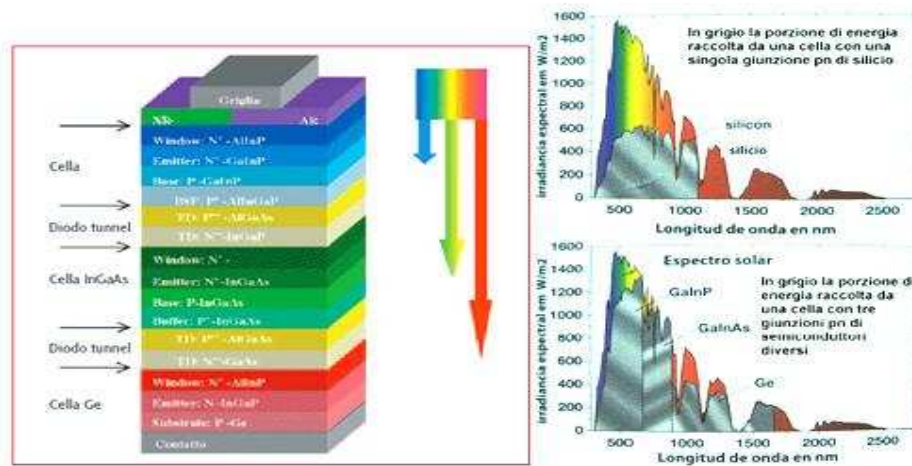 Griglia
AR
Window: N⁺-AlInP
Emitter: N⁺-GaInP
Base: P-GaInP
BSF: P⁺-AlInGaP
TD: P⁺⁺-AlGaAs
TD: N⁺⁺-InGaP
Window: N⁺-
Emitter: N⁺-InGaAs
Base: P-InGaAs
Buffer: P⁺-InGaAs
TD: P⁺⁺-AlGaAs
TD: N⁺⁺-GaAs
Window: N⁺-AlInP
Emitter: N-InGaP
Substrate: P-Ge
Contatto
Cella
Diodo tunnel
Cella InGaAs
Diodo tunnel
Cella Ge
irradiancia espectral em W/m2
1600
1400
1200
1000
800
600
400
200
0
In grigio la porzione di energia
raccolta da una cella con una
singola giunzione pn di silicio
silicon
silicio
500 1000 1500 2000 2500
Longitud de onda en nm
irradiancia espectral em W/m2
1600
1400
1200
1000
800
600
400
200
0
Espectro solar
GaInP
GaInAs
Ge
In grigio la porzione di
energia raccolta da
una cella con tre
giunzioni pn di
semiconduttori
diversi
500 1000 1500 2000 2500
Longitud de onda en nm